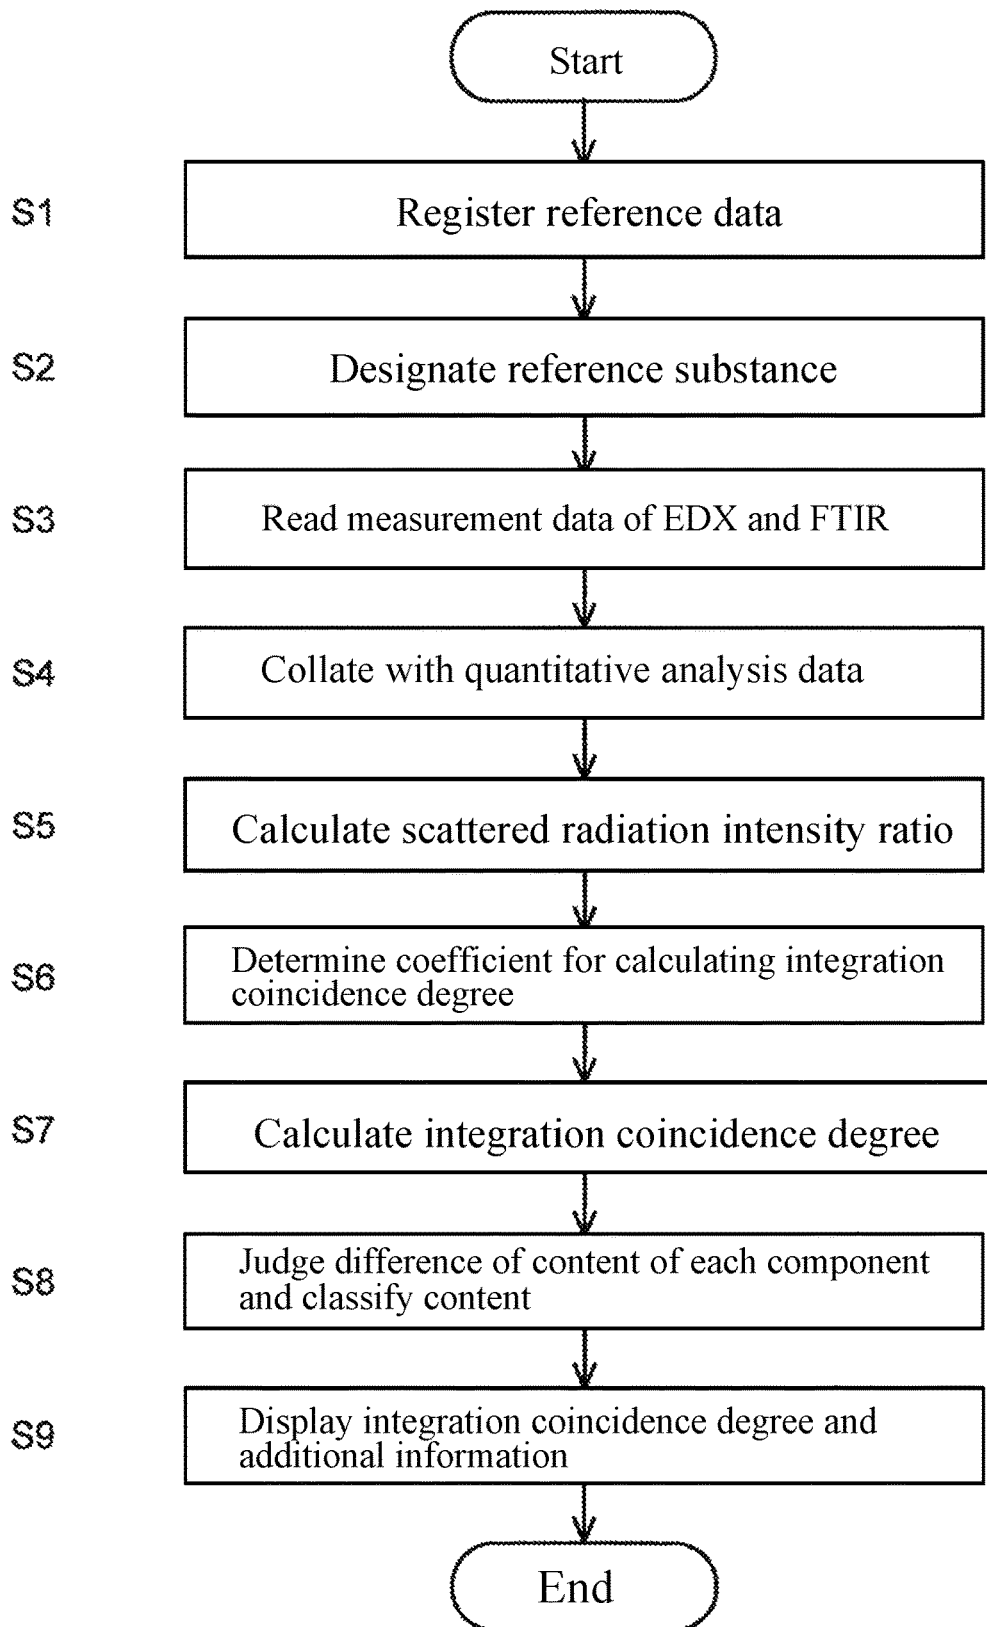 Start
S1
Register reference data
S2
Designate reference substance
S3
Read measurement data of EDX and FTIR
S4
Collate with quantitative analysis data
S5
Calculate scattered radiation intensity ratio
S6
Determine coefficient for calculating integration
coincidence degree
S7
Calculate integration coincidence degree
S8
Judge difference of content of each component
and classify content
S9
Display integration coincidence degree and
additional information
End